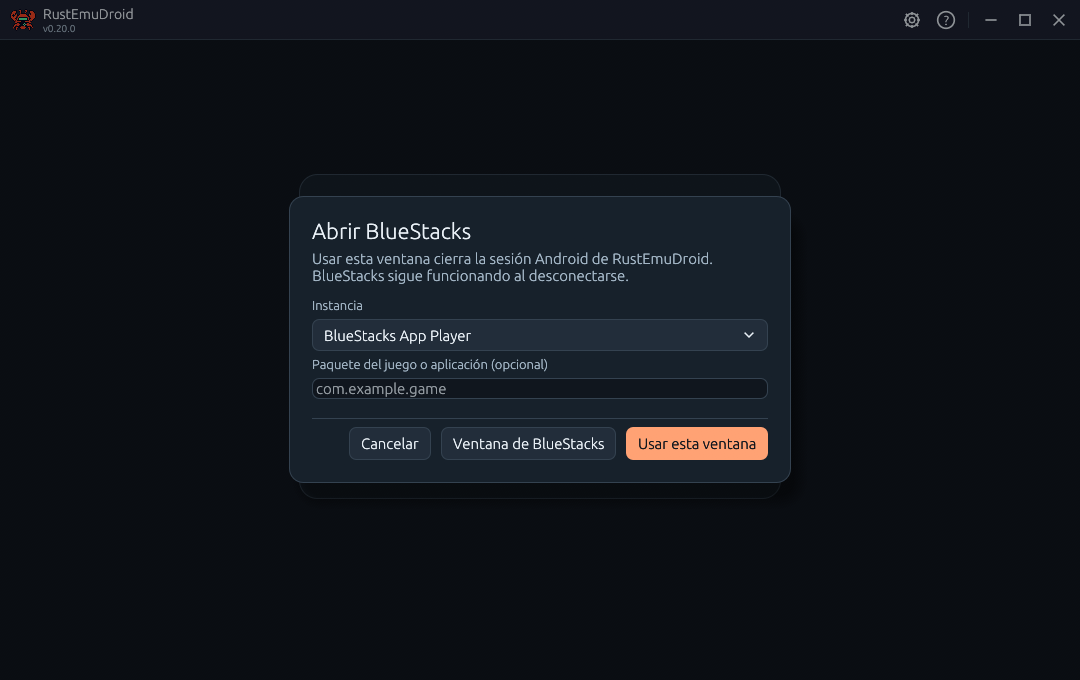 RustEmuDroid
v0.20.0
?
Abrir BlueStacks
Usar esta ventana cierra la sesión Android de RustEmuDroid.
BlueStacks sigue funcionando al desconectarse.
Instancia
BlueStacks App Player
Paquete del juego o aplicación (opcional)
com.example.game
Cancelar
Ventana de BlueStacks
Usar esta ventana